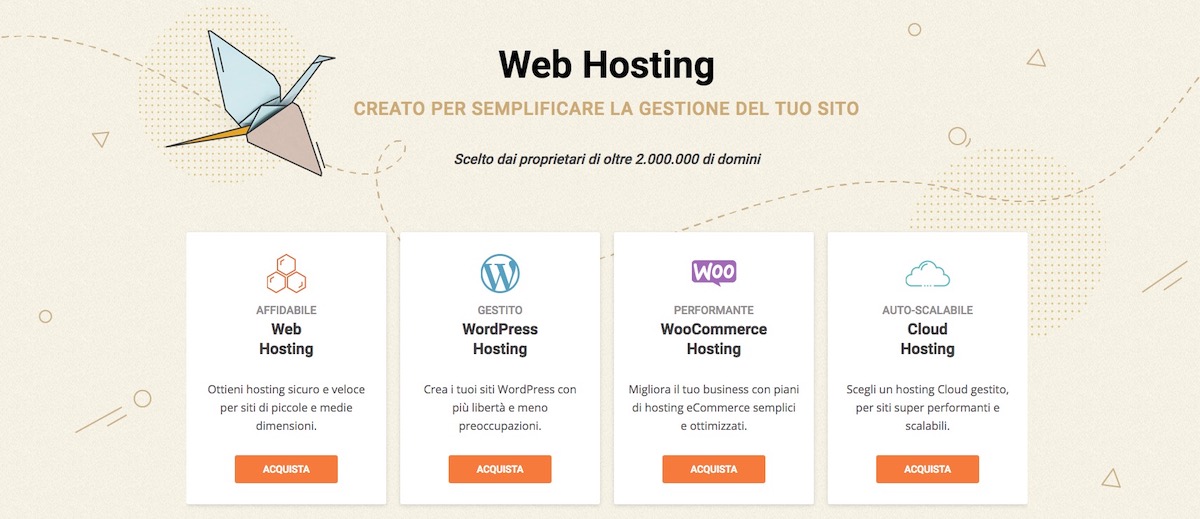 Web Hosting
CREATO PER SEMPLIFICARE LA GESTIONE DEL TUO SITO
Scelto dai proprietari di oltre 2.000.000 di domini
AFFIDABILE
Web
Hosting
Ottieni hosting sicuro e veloce
per siti di piccole e medie
dimensioni.
ACQUISTA
GESTITO
WordPress
Hosting
Crea i tuoi siti WordPress con
più libertà e meno
preoccupazioni.
ACQUISTA
WOO
PERFORMANTE
WooCommerce
Hosting
Migliora il tuo business con piani
di hosting eCommerce semplici
e ottimizzati.
ACQUISTA
AUTO-SCALABILE
Cloud
Hosting
Scegli un hosting Cloud gestito,
per siti super performanti e
scalabili.
ACQUISTA